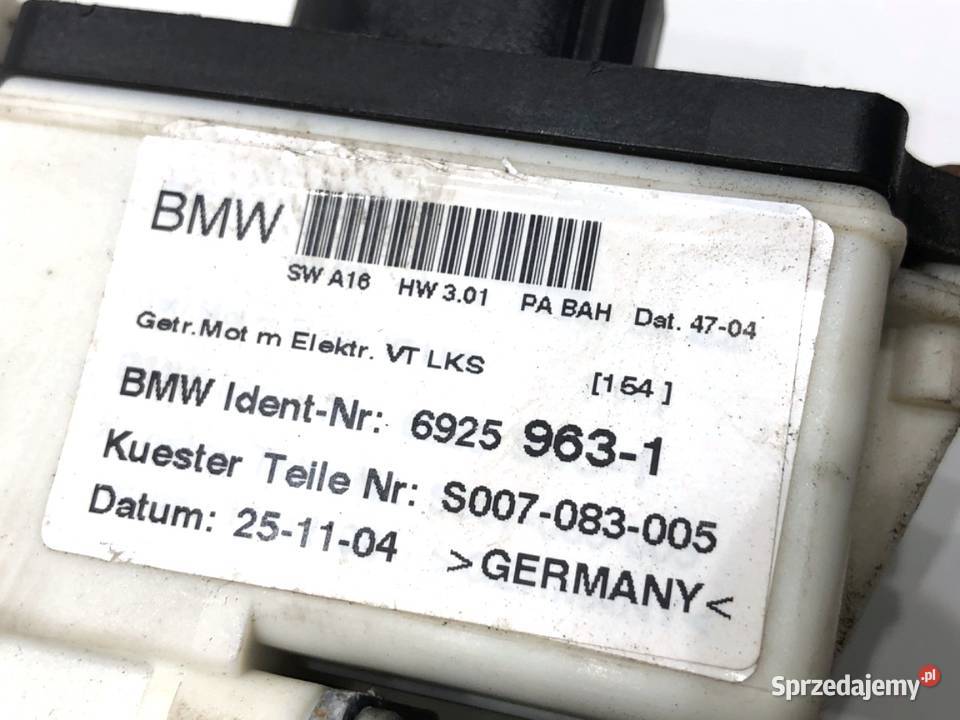 BMW
SW A16 HW 3.01 PA BAH Dat. 47-04
Getr.Mot m Elektr. VT LKS [154]
BMW Ident-Nr: 6925 963-1
Kuester Teile Nr: S007-083-005
Datum: 25-11-04 >GERMANY<
Sprzedajemy.pl